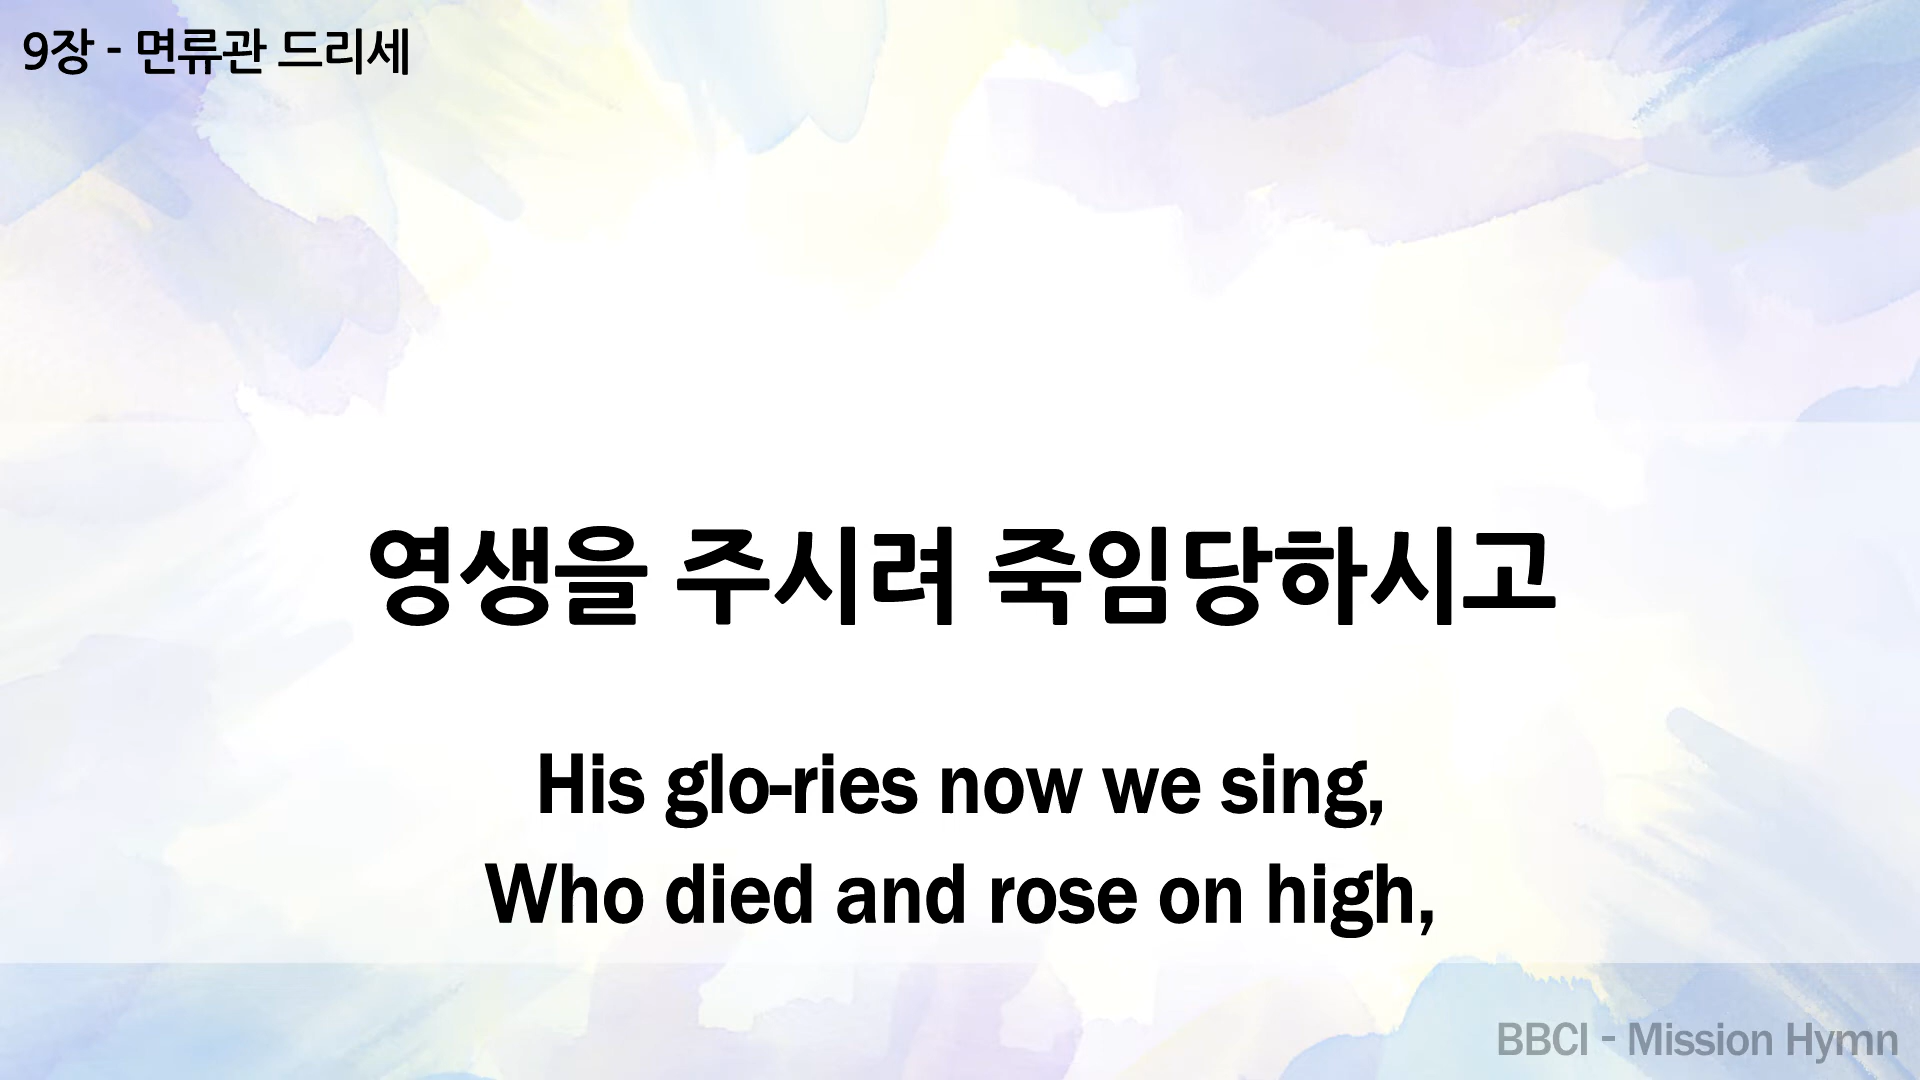 9장 - 면류관 드리세
영생을 주시려 죽임당하시고
His glo-ries now we sing,
Who died and rose on high,
BBCI - Mission Hymn